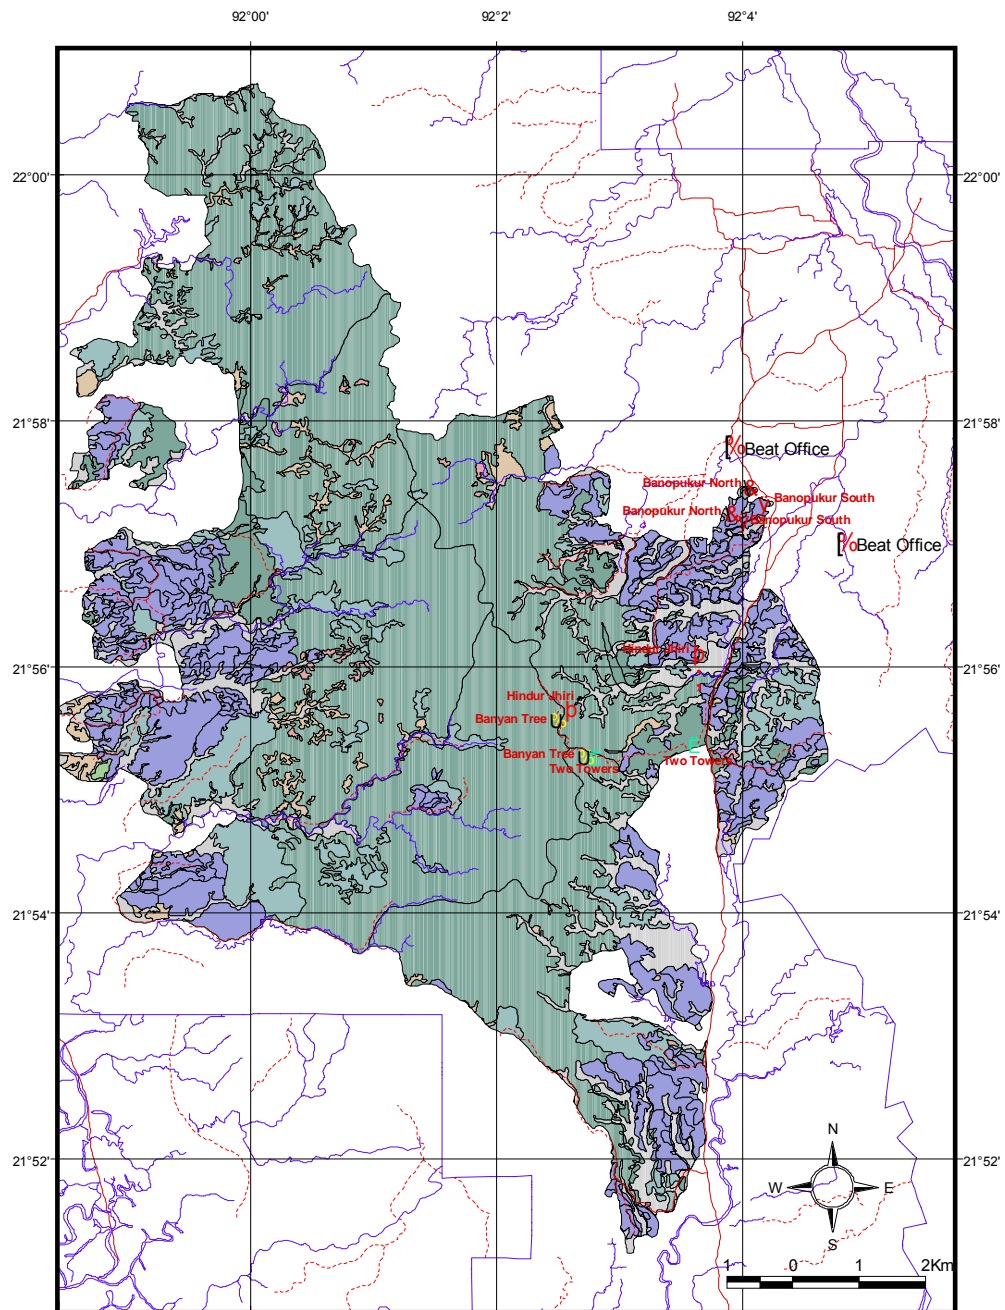 92°00' 92°2' 92°4'
22°00' 22°00'
21°58' 21°58'
Beat Office
Banopukur North
Banopukur South
Banopukur North
Banopukur South
Beat Office
21°56' 21°56'
Hindur Jhiri
Hindur Jhiri
Banyan Tree
Banyan Tree
Two Towers
Two Towers
21°54' 21°54'
21°52' 21°52'
N
W E
S
1 0 1 2Km